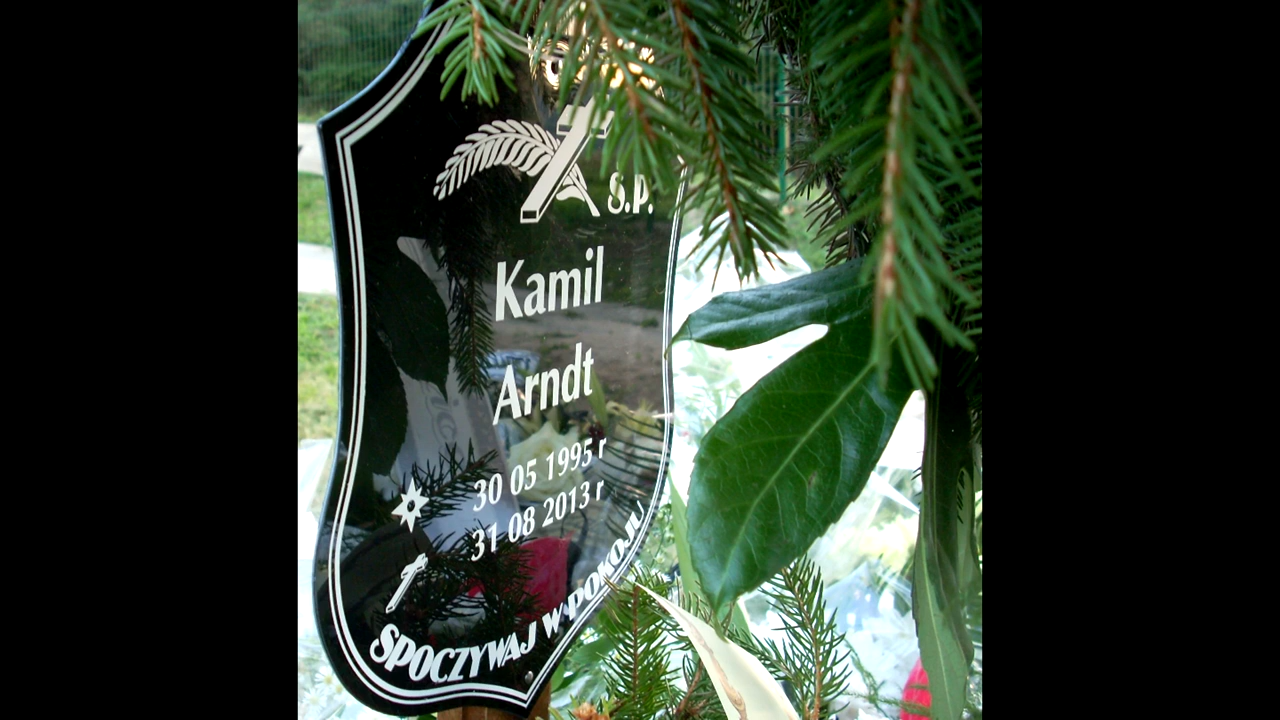 Ś.P.
Kamil
Arndt
30 05 1995 r
31 08 2013 r
SPOCZYWAJ W POKOJU